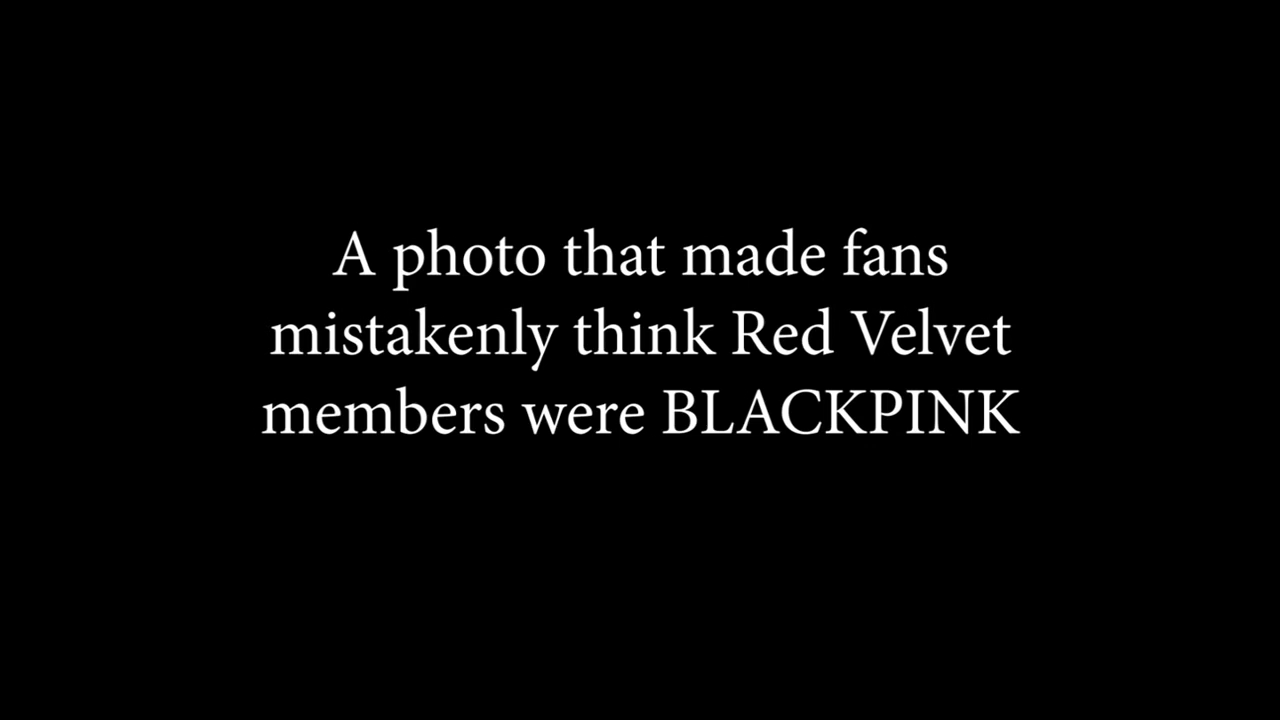 A photo that made fans
mistakenly think Red Velvet
members were BLACKPINK